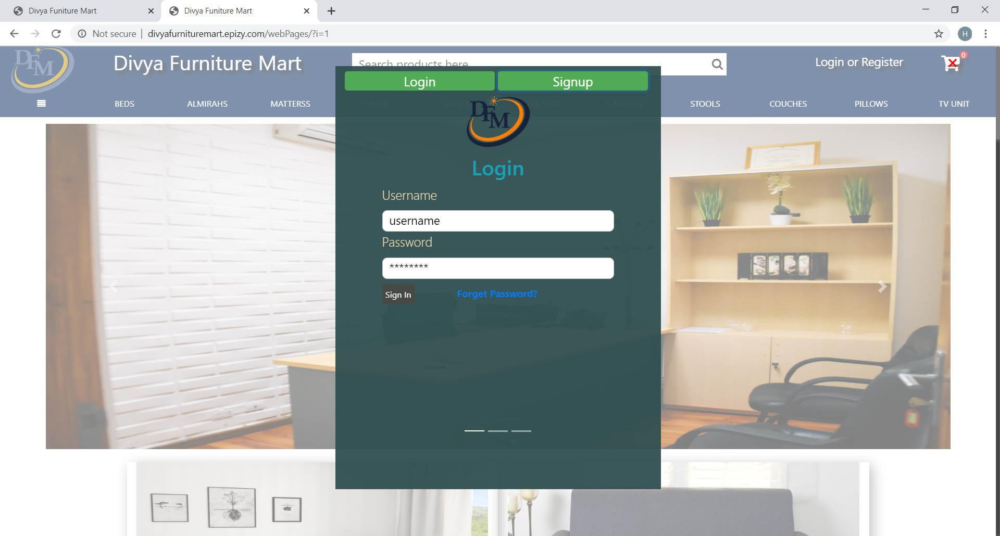 Divya Funiture Mart
Divya Funiture Mart
Not secure
divyafurnituremart.epizy.com/webPages/?i=1
H
DFM
Divya Furniture Mart
Search products here
Login or Register
0
BEDS
ALMIRAHS
MATTERSS
CHAIRS
TABLES
PLANTERS
STOOLS
COUCHES
PILLOWS
TV UNIT
Login
Signup
DFM
Login
Username
username
Password
********
Sign In
Forget Password?